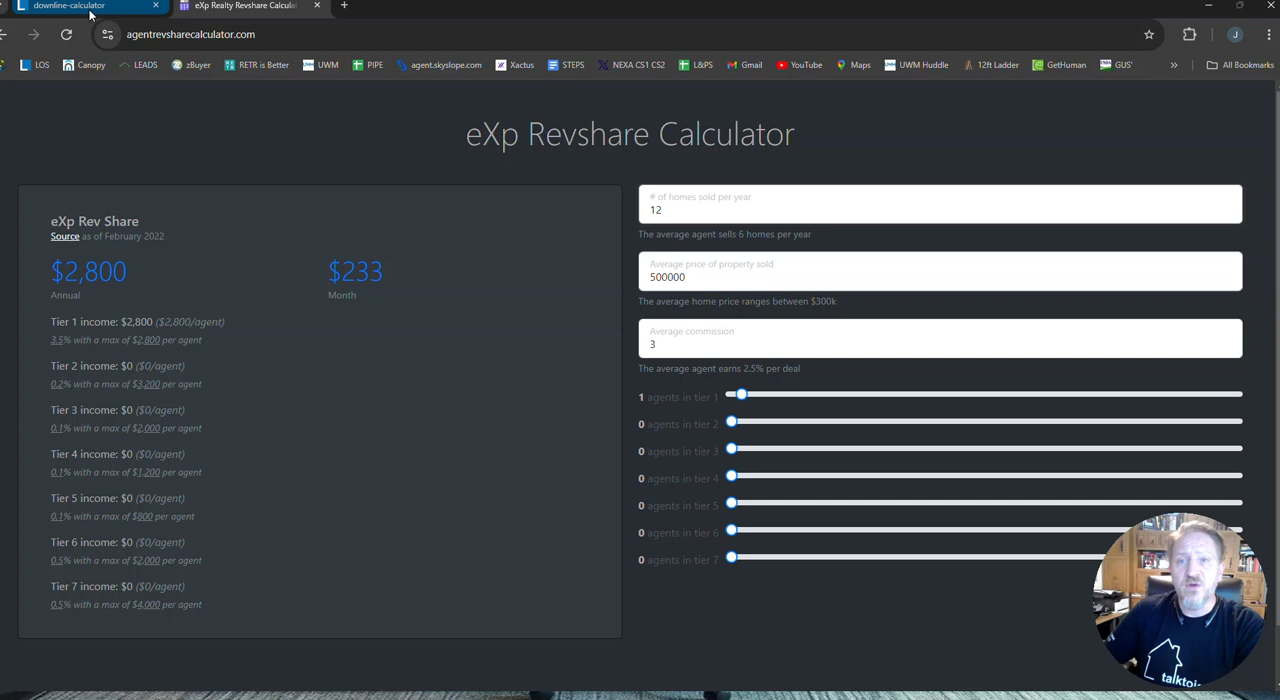 downline-calculator
eXp Realty Revshare Calculat
agentrevsharecalculator.com
J
LOS Canopy LEADS zBuyer RETR is Better UWM PIPE agent.skyslope.com Xactus STEPS NEXA CS1 CS2 L&PS Gmail YouTube Maps UWM Huddle 12ft Ladder GetHuman GUS' » All Bookmarks
eXp Revshare Calculator
eXp Rev Share
Source as of February 2022
$2,800 $233
Annual Month
Tier 1 income: $2,800 ($2,800/agent)
3.5% with a max of $2,800 per agent
Tier 2 income: $0 ($0/agent)
0.2% with a max of $3,200 per agent
Tier 3 income: $0 ($0/agent)
0.1% with a max of $2,000 per agent
Tier 4 income: $0 ($0/agent)
0.1% with a max of $1,200 per agent
Tier 5 income: $0 ($0/agent)
0.1% with a max of $800 per agent
Tier 6 income: $0 ($0/agent)
0.5% with a max of $2,000 per agent
Tier 7 income: $0 ($0/agent)
0.5% with a max of $4,000 per agent
# of homes sold per year
12
The average agent sells 6 homes per year
Average price of property sold
500000
The average home price ranges between $300k
Average commission
3
The average agent earns 2.5% per deal
1 agents in tier 1
0 agents in tier 2
0 agents in tier 3
0 agents in tier 4
0 agents in tier 5
0 agents in tier 6
0 agents in tier 7